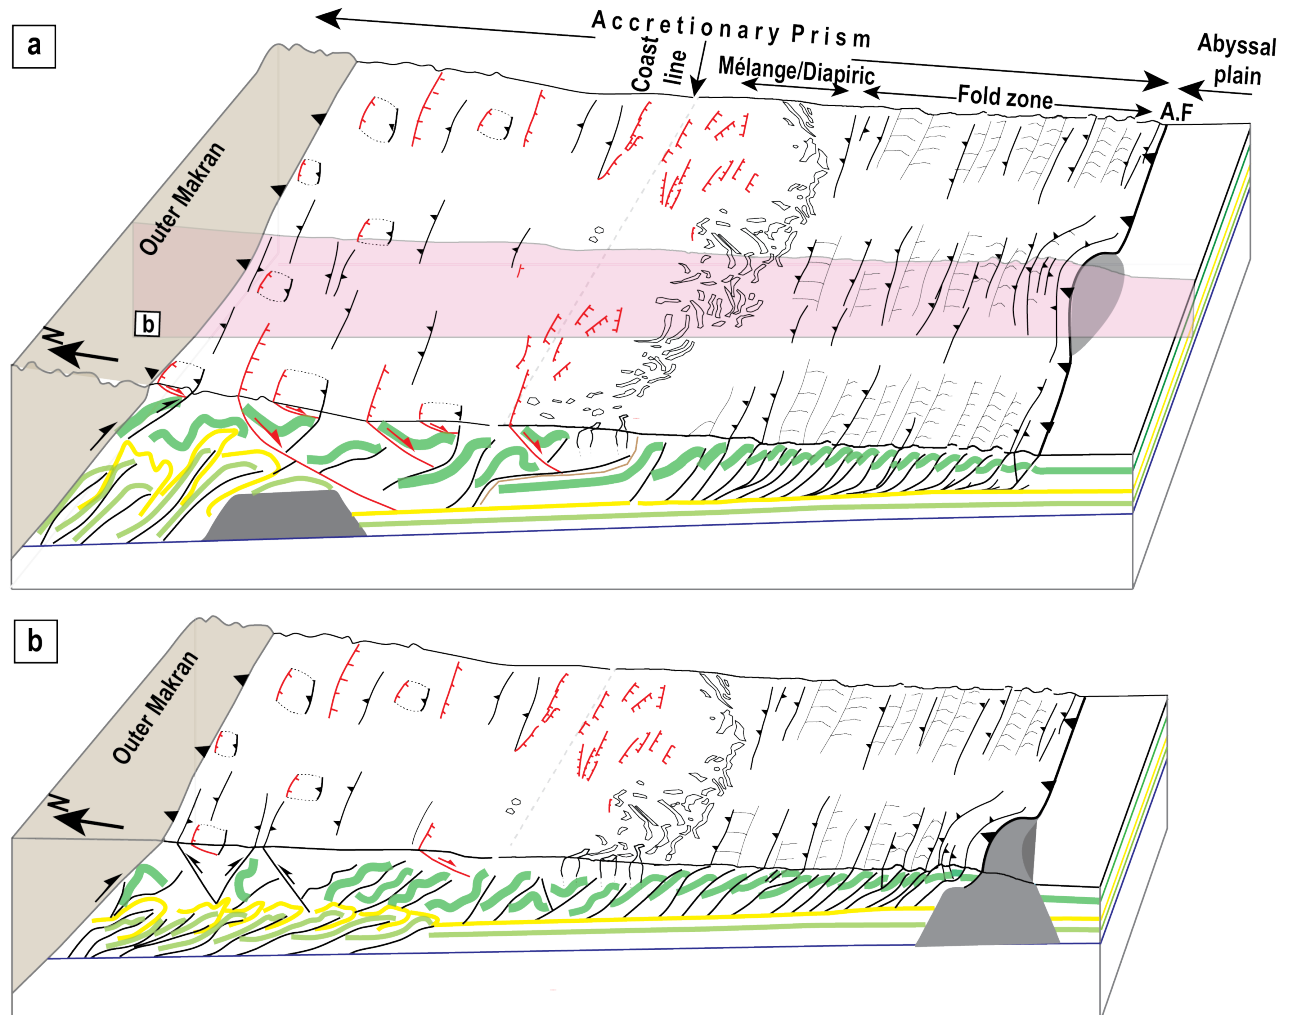 a
Accretionary Prism
Coast
line
Mélange/Diapiric
Fold zone
A.F
Abyssal
plain
Outer Makran
N
b
b
Outer Makran
N